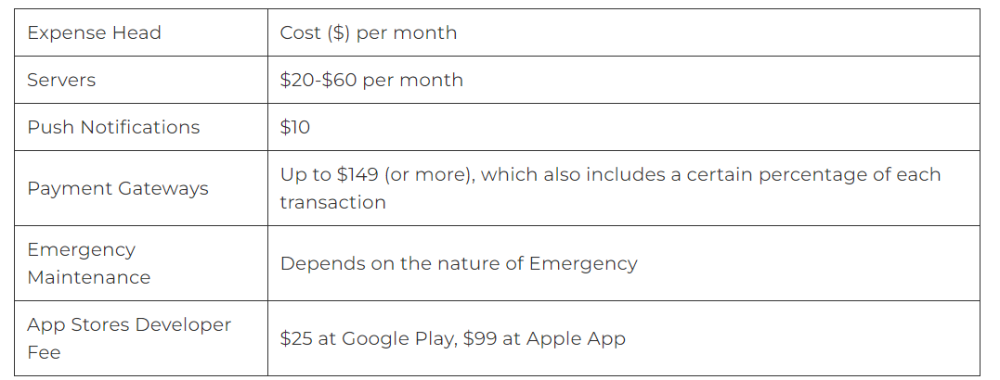 Expense Head
Cost ($) per month
Servers
$20-$60 per month
Push Notifications
$10
Payment Gateways
Up to $149 (or more), which also includes a certain percentage of each
transaction
Emergency
Maintenance
Depends on the nature of Emergency
App Stores Developer
Fee
$25 at Google Play, $99 at Apple App